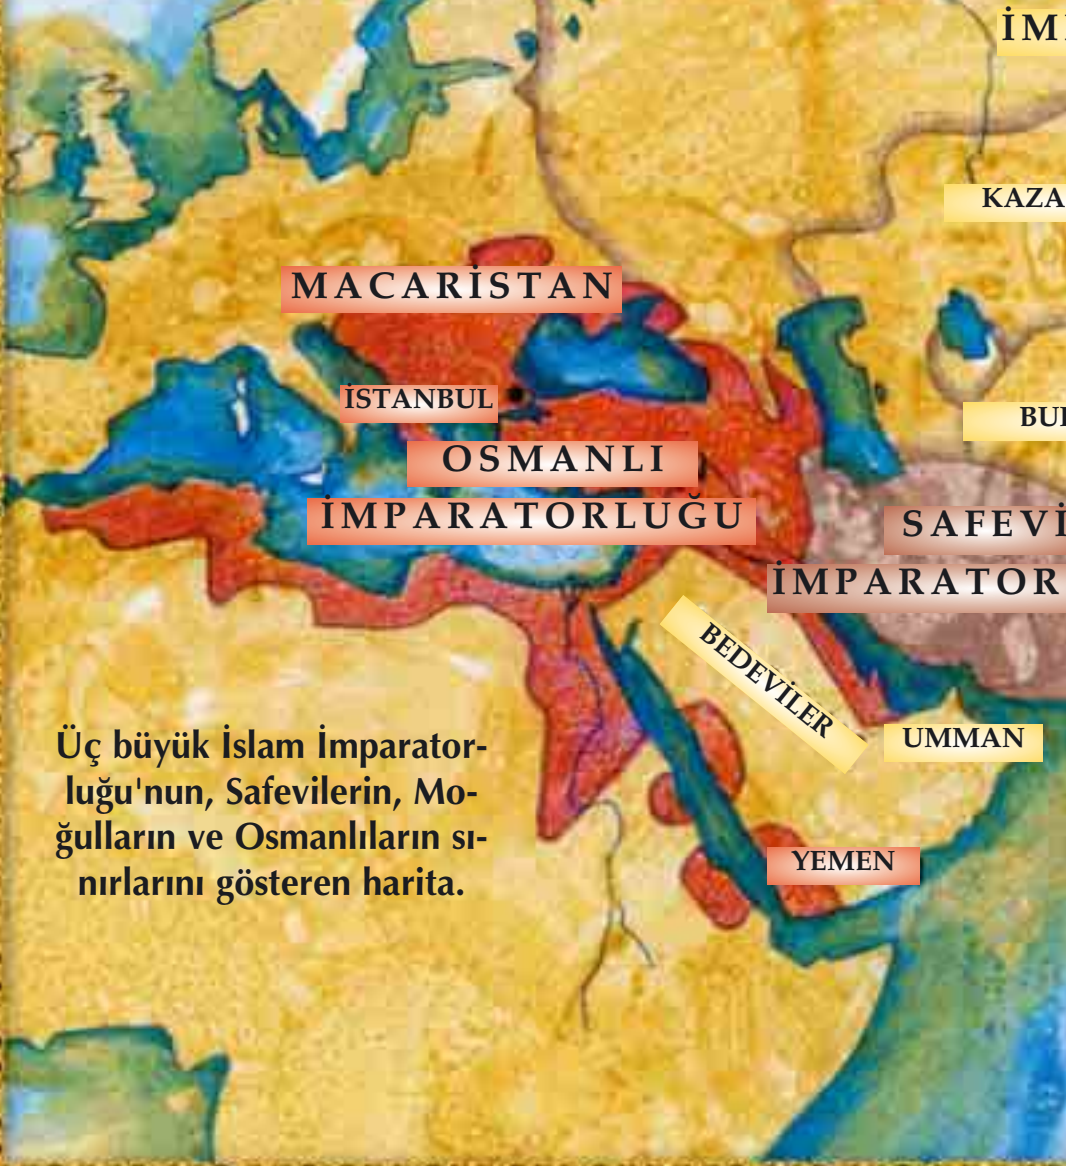 İM
KAZA
MACARİSTAN
İSTANBUL
BU
OSMANLI
İMPARATORLUĞU
SAFEVİ
İMPARATOR
BEDEVİLER
UMMAN
Üç büyük İslam İmparator-
luğu'nun, Safevilerin, Mo-
ğulların ve Osmanlıların sı-
nırlarını gösteren harita.
YEMEN